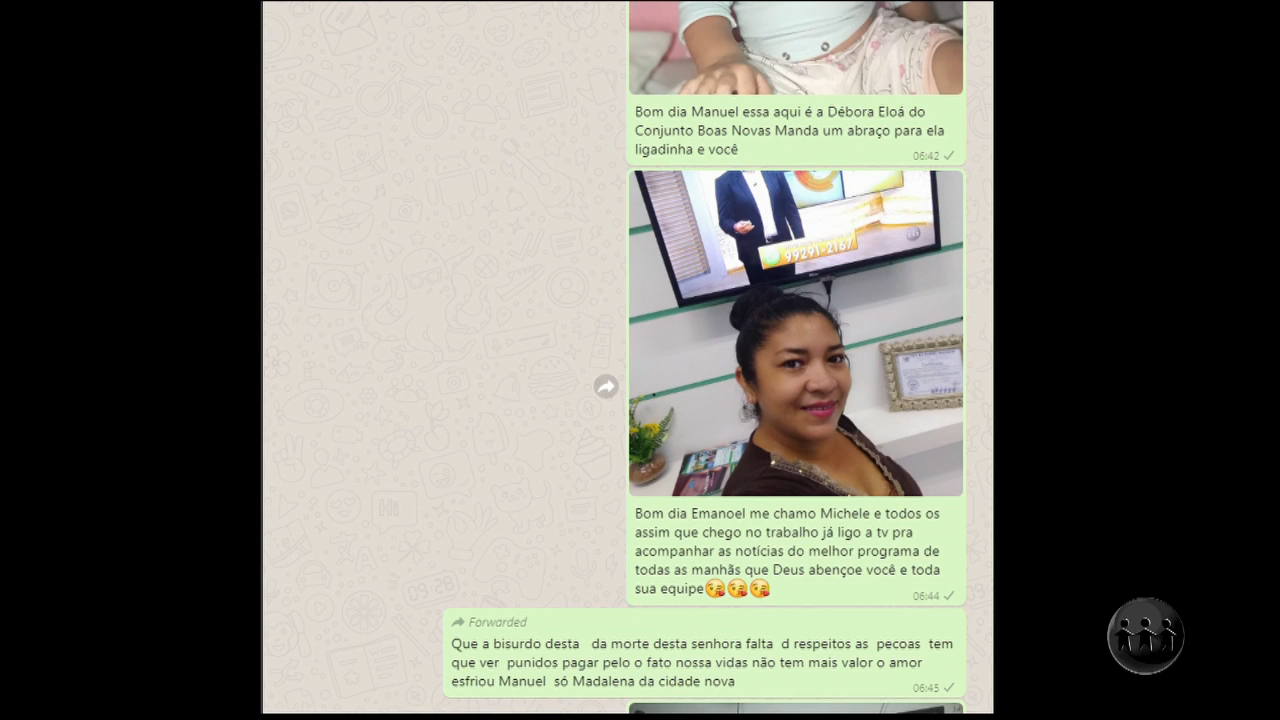 Bom dia Manuel essa aqui é a Débora Eloá do
Conjunto Boas Novas Manda um abraço para ela
ligadinha e você
06:42
99291-2167
Bom dia Emanoel me chamo Michele e todos os
assim que chego no trabalho já ligo a tv pra
acompanhar as notícias do melhor programa de
todas as manhãs que Deus abençoe você e toda
sua equipe😘😘😘
06:44
Forwarded
Que a bisurdo desta   da morte desta senhora falta  d respeitos as  pecoas  tem
que ver  punidos pagar pelo o fato nossa vidas não tem mais valor o amor
esfriou Manuel  só Madalena da cidade nova
06:45